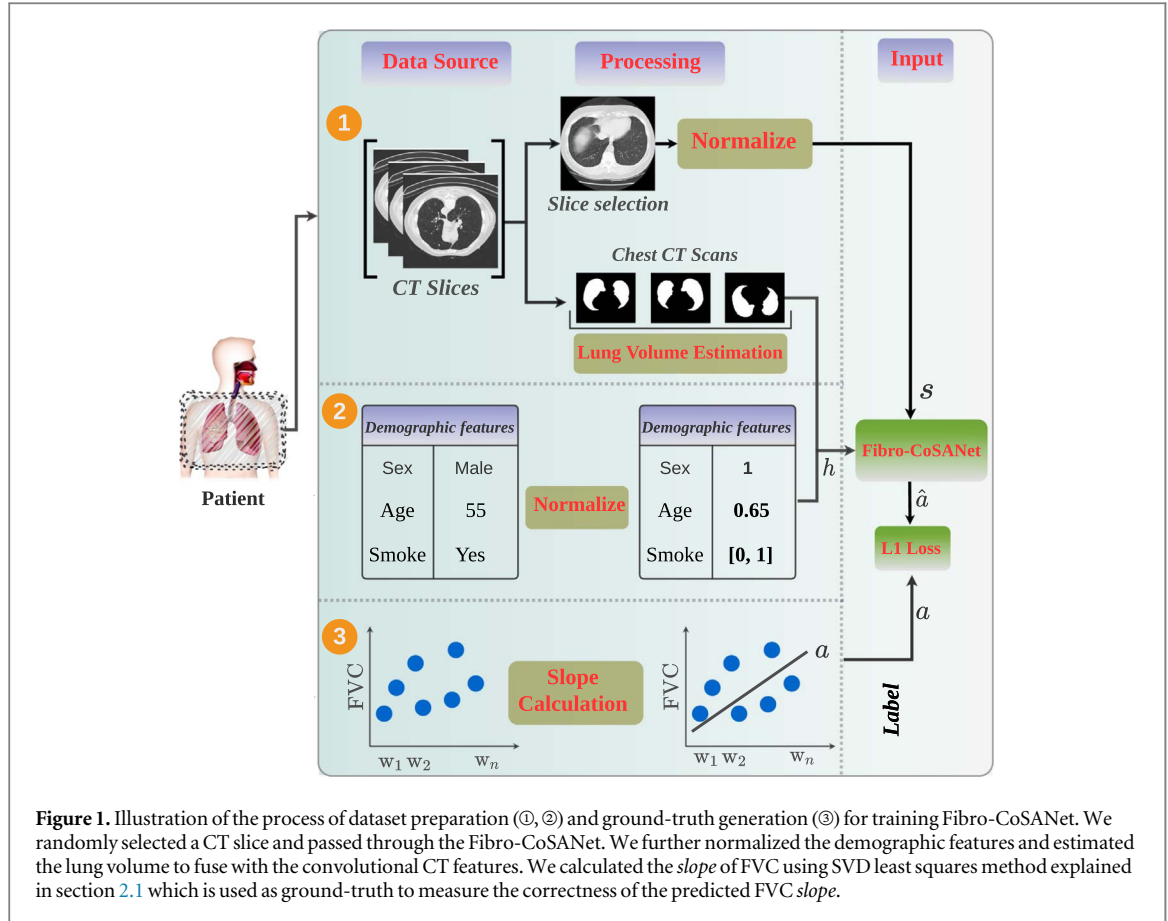 Data Source
Processing
Input
1
Normalize
Slice selection
CT Slices
Chest CT Scans
Lung Volume Estimation
s
Patient
2
Demographic features
Sex Male
Age 55
Smoke Yes
Normalize
Demographic features
Sex 1
Age 0.65
Smoke [0, 1]
h
Fibro-CoSANet
â
L1 Loss
a
3
FVC
w₁ w₂ wₙ
Slope
Calculation
FVC
a
w₁ w₂ wₙ
Label
Figure 1. Illustration of the process of dataset preparation (①, ②) and ground-truth generation (③) for training Fibro-CoSANet. We
randomly selected a CT slice and passed through the Fibro-CoSANet. We further normalized the demographic features and estimated
the lung volume to fuse with the convolutional CT features. We calculated the slope of FVC using SVD least squares method explained
in section 2.1 which is used as ground-truth to measure the correctness of the predicted FVC slope.